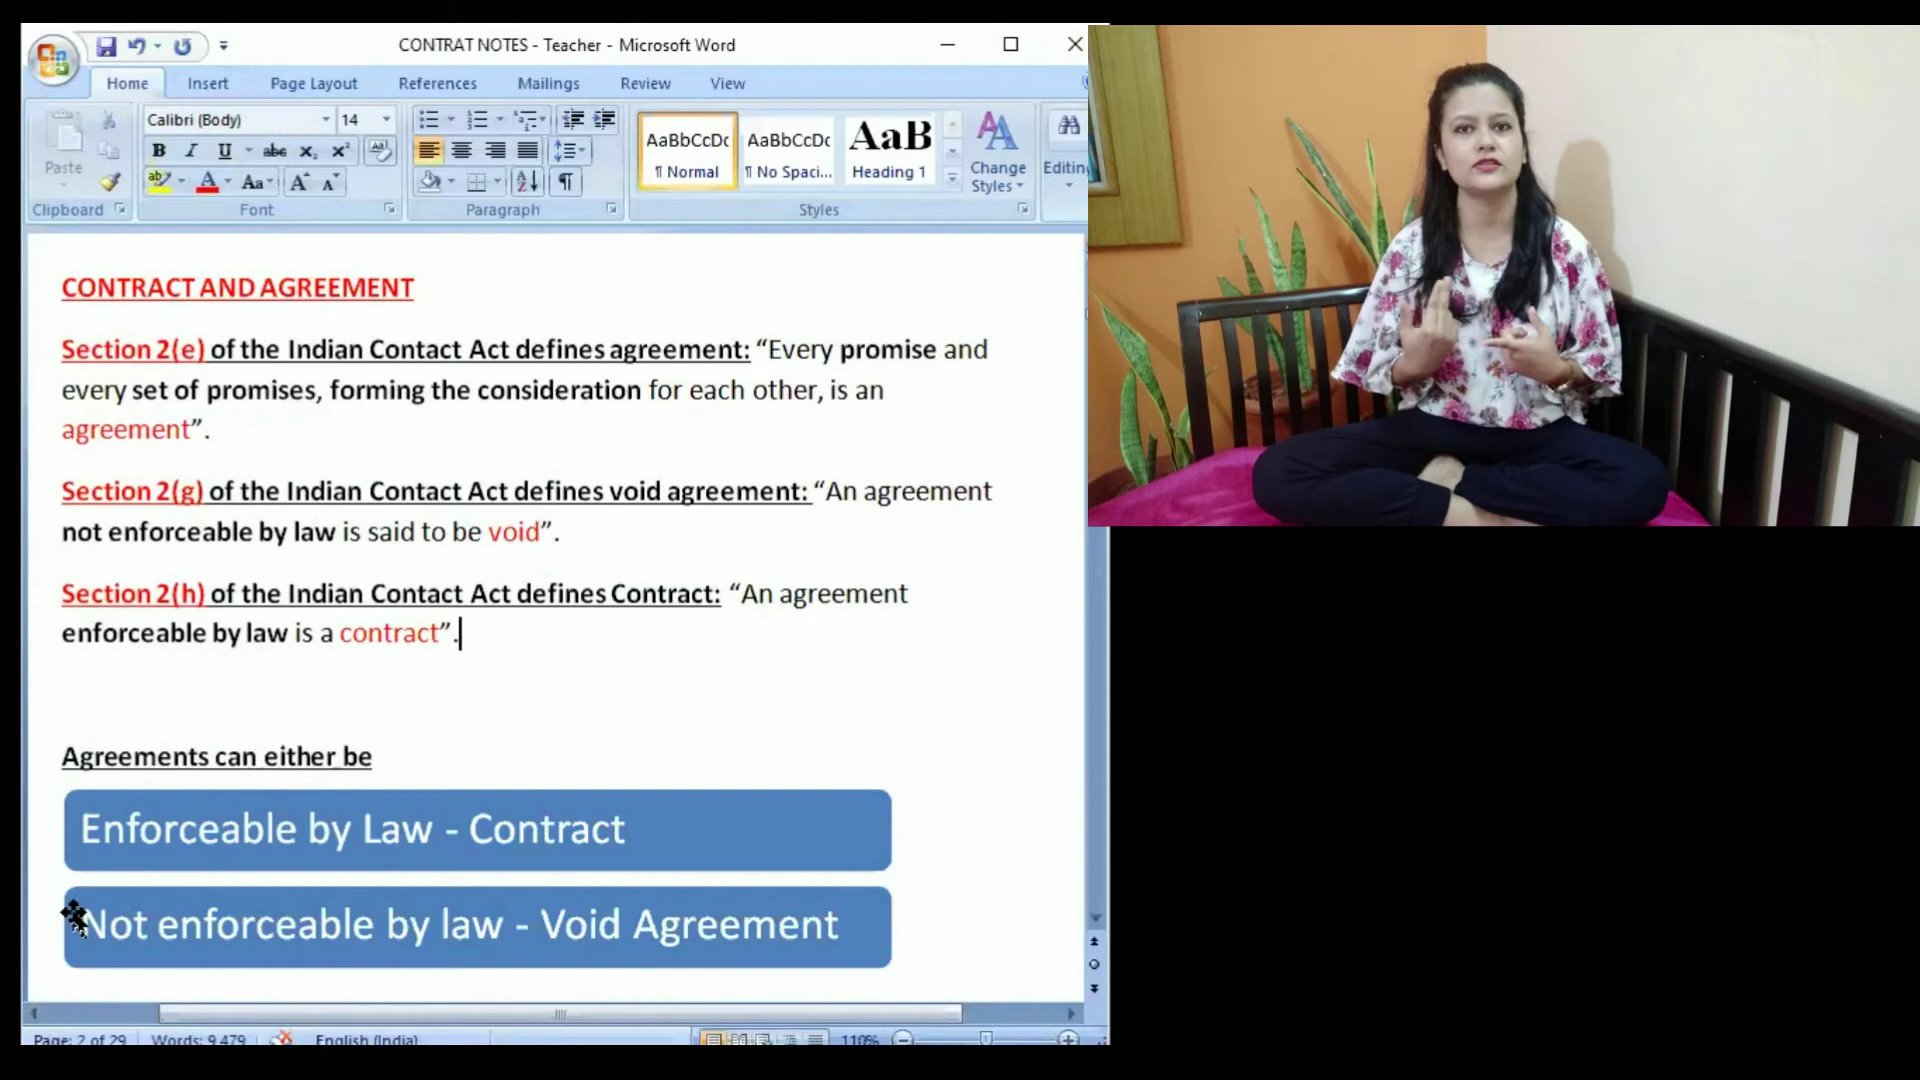 CONTRAT NOTES - Teacher - Microsoft Word
Home Insert Page Layout References Mailings Review View
Calibri (Body) 14
Paste
B I U abc X₂ X²
ab A Aa A A
AaBbCcDc AaBbCcDc AaB
¶ Normal ¶ No Spaci... Heading 1
Change Styles Editing
Clipboard Font Paragraph Styles
CONTRACT AND AGREEMENT
Section 2(e) of the Indian Contact Act defines agreement: “Every promise and
every set of promises, forming the consideration for each other, is an
agreement”.
Section 2(g) of the Indian Contact Act defines void agreement: “An agreement
not enforceable by law is said to be void”.
Section 2(h) of the Indian Contact Act defines Contract: “An agreement
enforceable by law is a contract”.
Agreements can either be
Enforceable by Law - Contract
Not enforceable by law - Void Agreement
Page: 2 of 29 Words: 9,479 English (India) 110%